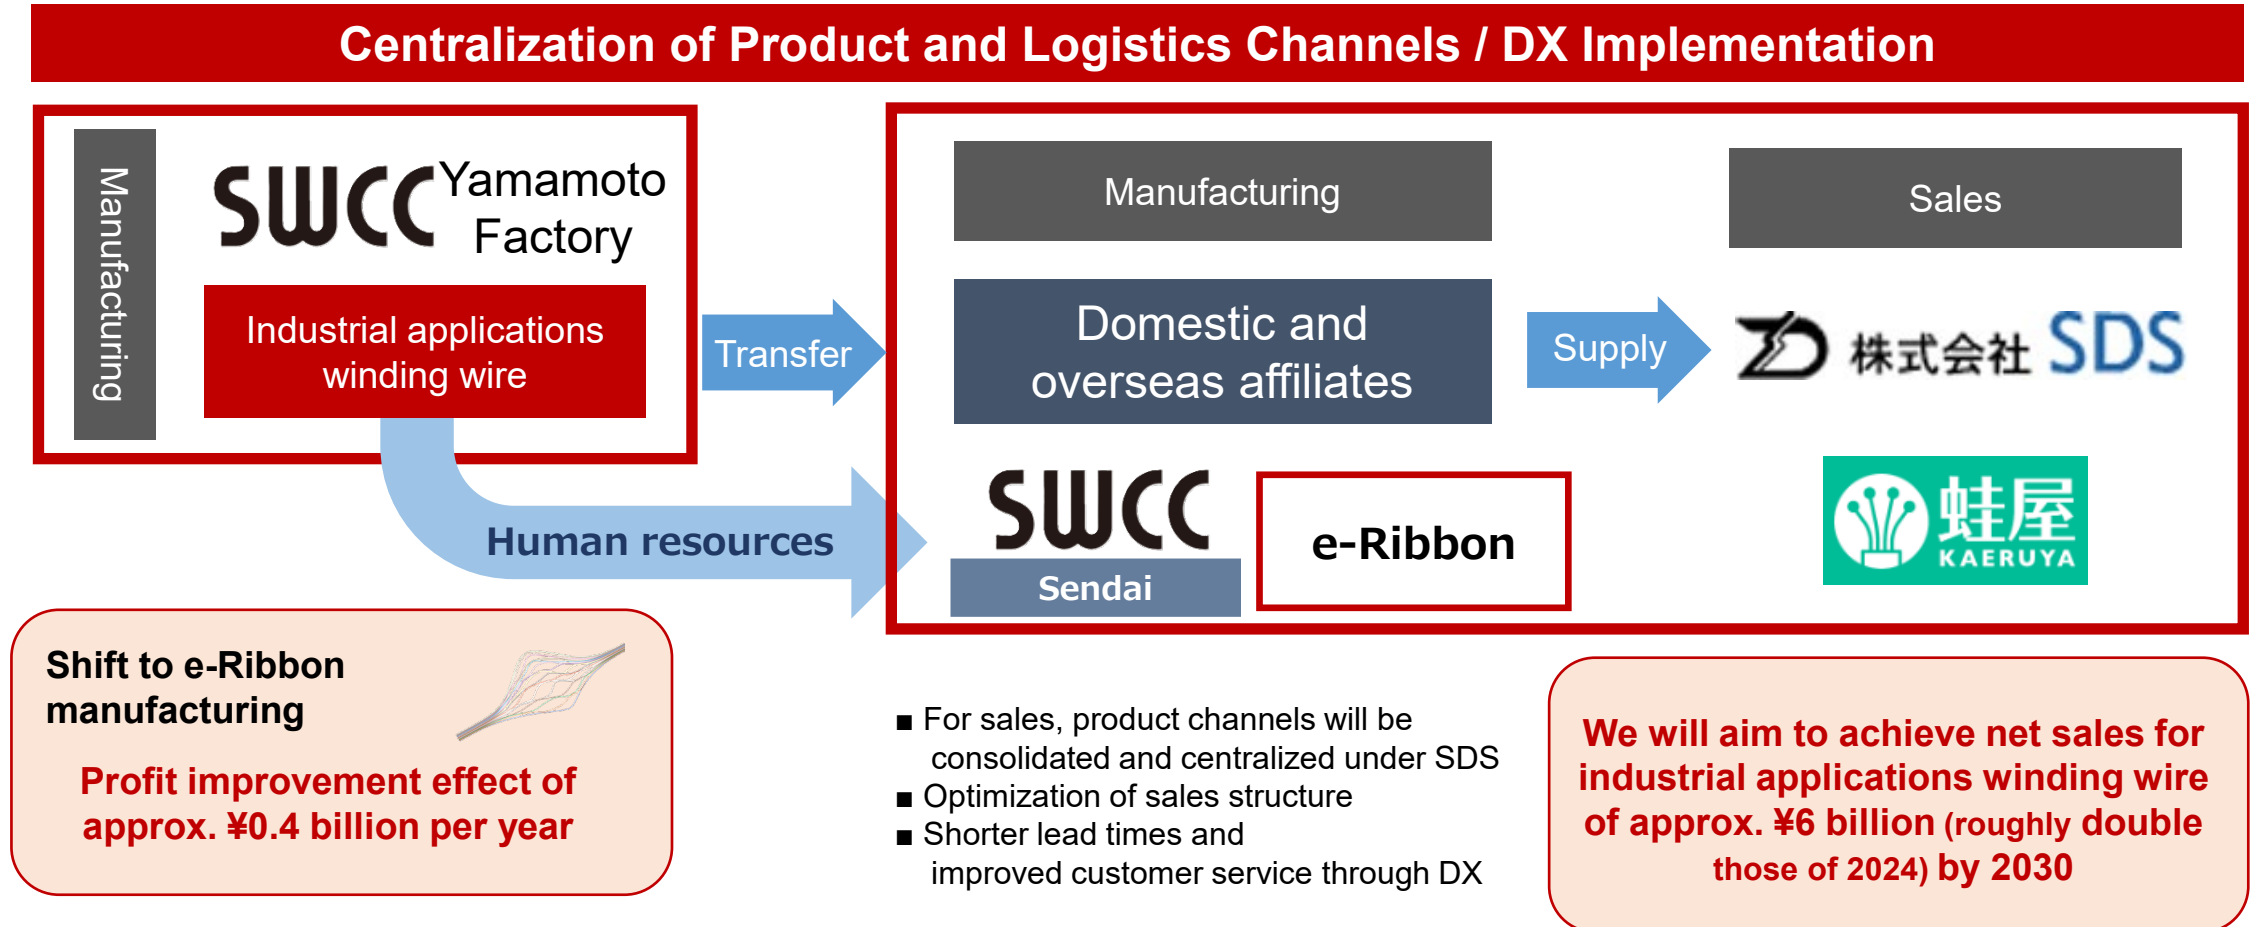 Centralization of Product and Logistics Channels / DX Implementation
Manufacturing
SWCC Yamamoto
Factory
Industrial applications
winding wire
Transfer
Human resources
Manufacturing
Domestic and
overseas affiliates
SWCC
Sendai
e-Ribbon
Supply
Sales
株式会社 SDS
蛙屋
KAERUYA
Shift to e-Ribbon
manufacturing
Profit improvement effect of
approx. ¥0.4 billion per year
■ For sales, product channels will be
consolidated and centralized under SDS
■ Optimization of sales structure
■ Shorter lead times and
improved customer service through DX
We will aim to achieve net sales for
industrial applications winding wire
of approx. ¥6 billion (roughly double
those of 2024) by 2030